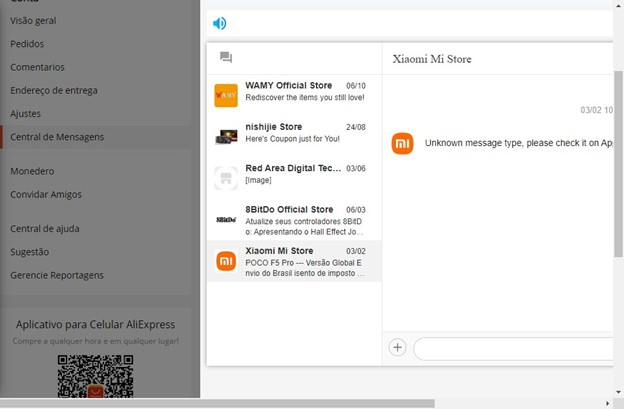 Conta
Visão geral
Pedidos
Comentarios
Endereço de entrega
Ajustes
Central de Mensagens
Monedero
Convidar Amigos
Central de ajuda
Sugestão
Gerencie Reportagens
Aplicativo para Celular AliExpress
Compre a qualquer hora e em qualquer lugar!
WAMY Official Store 06/10
Rediscover the items you still love!
nishijie Store 24/08
Here's Coupon just for You!
Red Area Digital Tec... 03/06
[Image]
8BitDo Official Store 06/03
Atualize seus controladores 8BitD
o: Apresentando o Hall Effect Jo...
Xiaomi Mi Store 03/02
POCO F5 Pro --- Versão Global E
nvio do Brasil isento de imposto ...
WAMY
8BitDo
mi
Xiaomi Mi Store
03/02 10
mi
Unknown message type, please check it on Ap